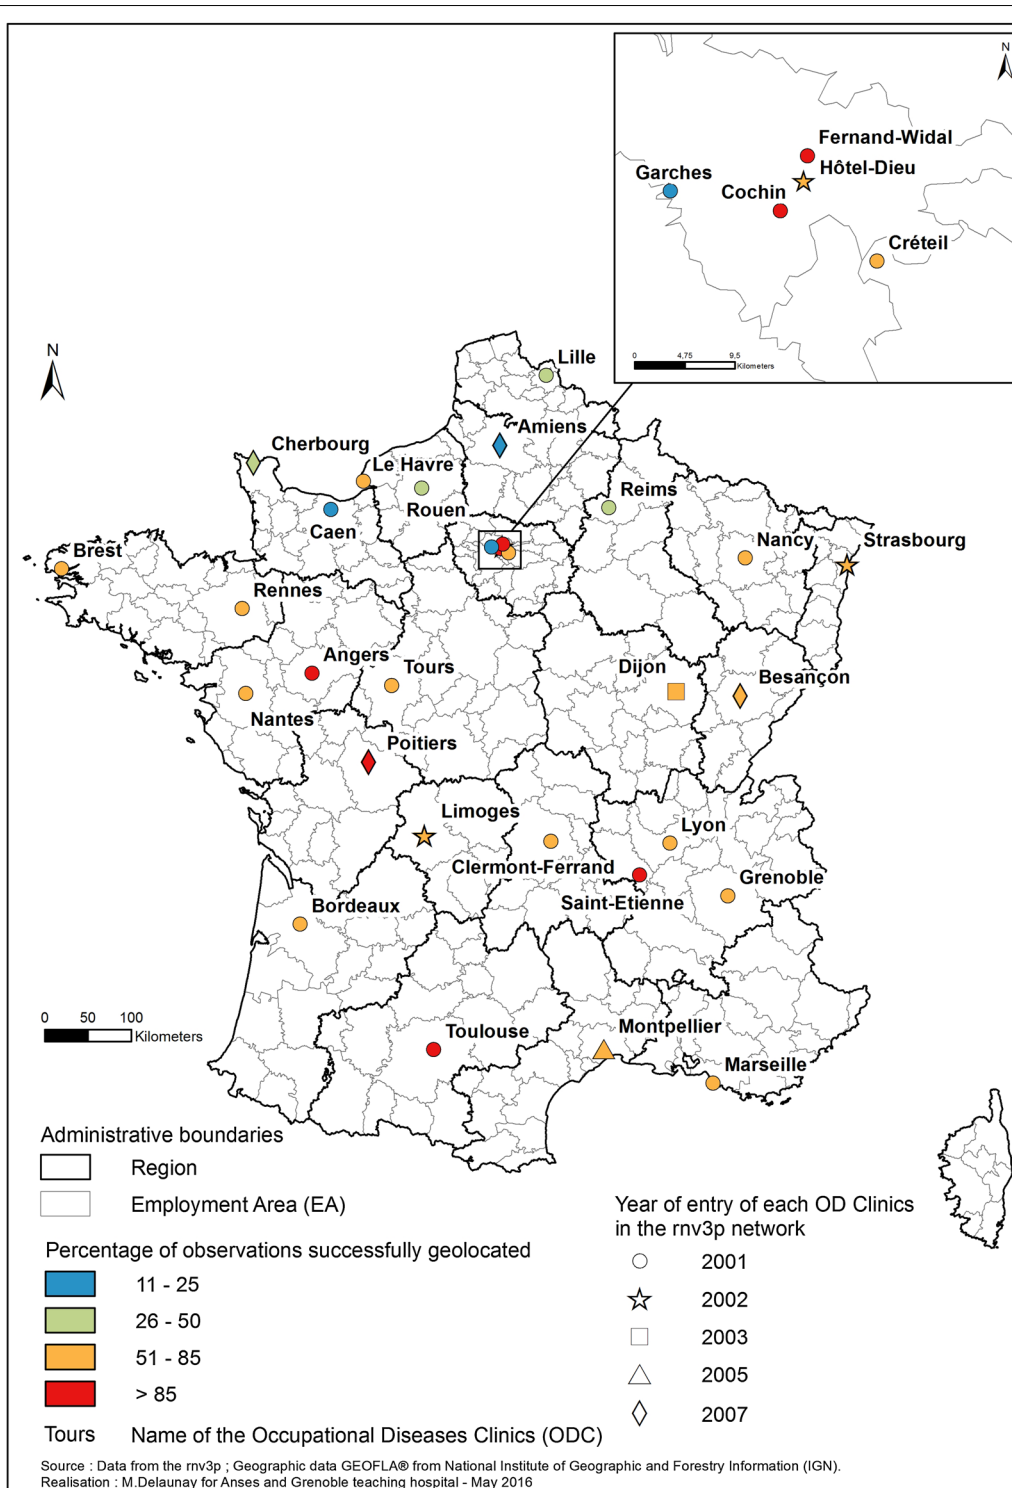 N
Fernand-Widal
Hôtel-Dieu
Garches
Cochin
Créteil
0 4,75 9,5
Kilometers
N
Lille
Amiens
Cherbourg
Le Havre
Rouen
Reims
Caen
Nancy
Strasbourg
Brest
Rennes
Angers
Tours
Dijon
Besançon
Nantes
Poitiers
Limoges
Lyon
Clermont-Ferrand
Grenoble
Saint-Etienne
Bordeaux
0 50 100
Kilometers
Toulouse
Montpellier
Marseille
Administrative boundaries
Region
Employment Area (EA)
Percentage of observations successfully geolocated
11 - 25
26 - 50
51 - 85
> 85
Tours Name of the Occupational Diseases Clinics (ODC)
Year of entry of each OD Clinics
in the rnv3p network
2001
2002
2003
2005
2007
Source : Data from the rnv3p ; Geographic data GEOFLA® from National Institute of Geographic and Forestry Information (IGN).
Realisation : M.Delaunay for Anses and Grenoble teaching hospital - May 2016